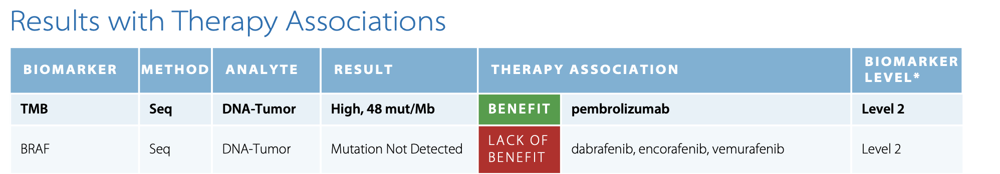 Results with Therapy Associations
BIOMARKER METHOD ANALYTE RESULT THERAPY ASSOCIATION BIOMARKER LEVEL*
TMB Seq DNA-Tumor High, 48 mut/Mb BENEFIT pembrolizumab Level 2
BRAF Seq DNA-Tumor Mutation Not Detected LACK OF BENEFIT dabrafenib, encorafenib, vemurafenib Level 2